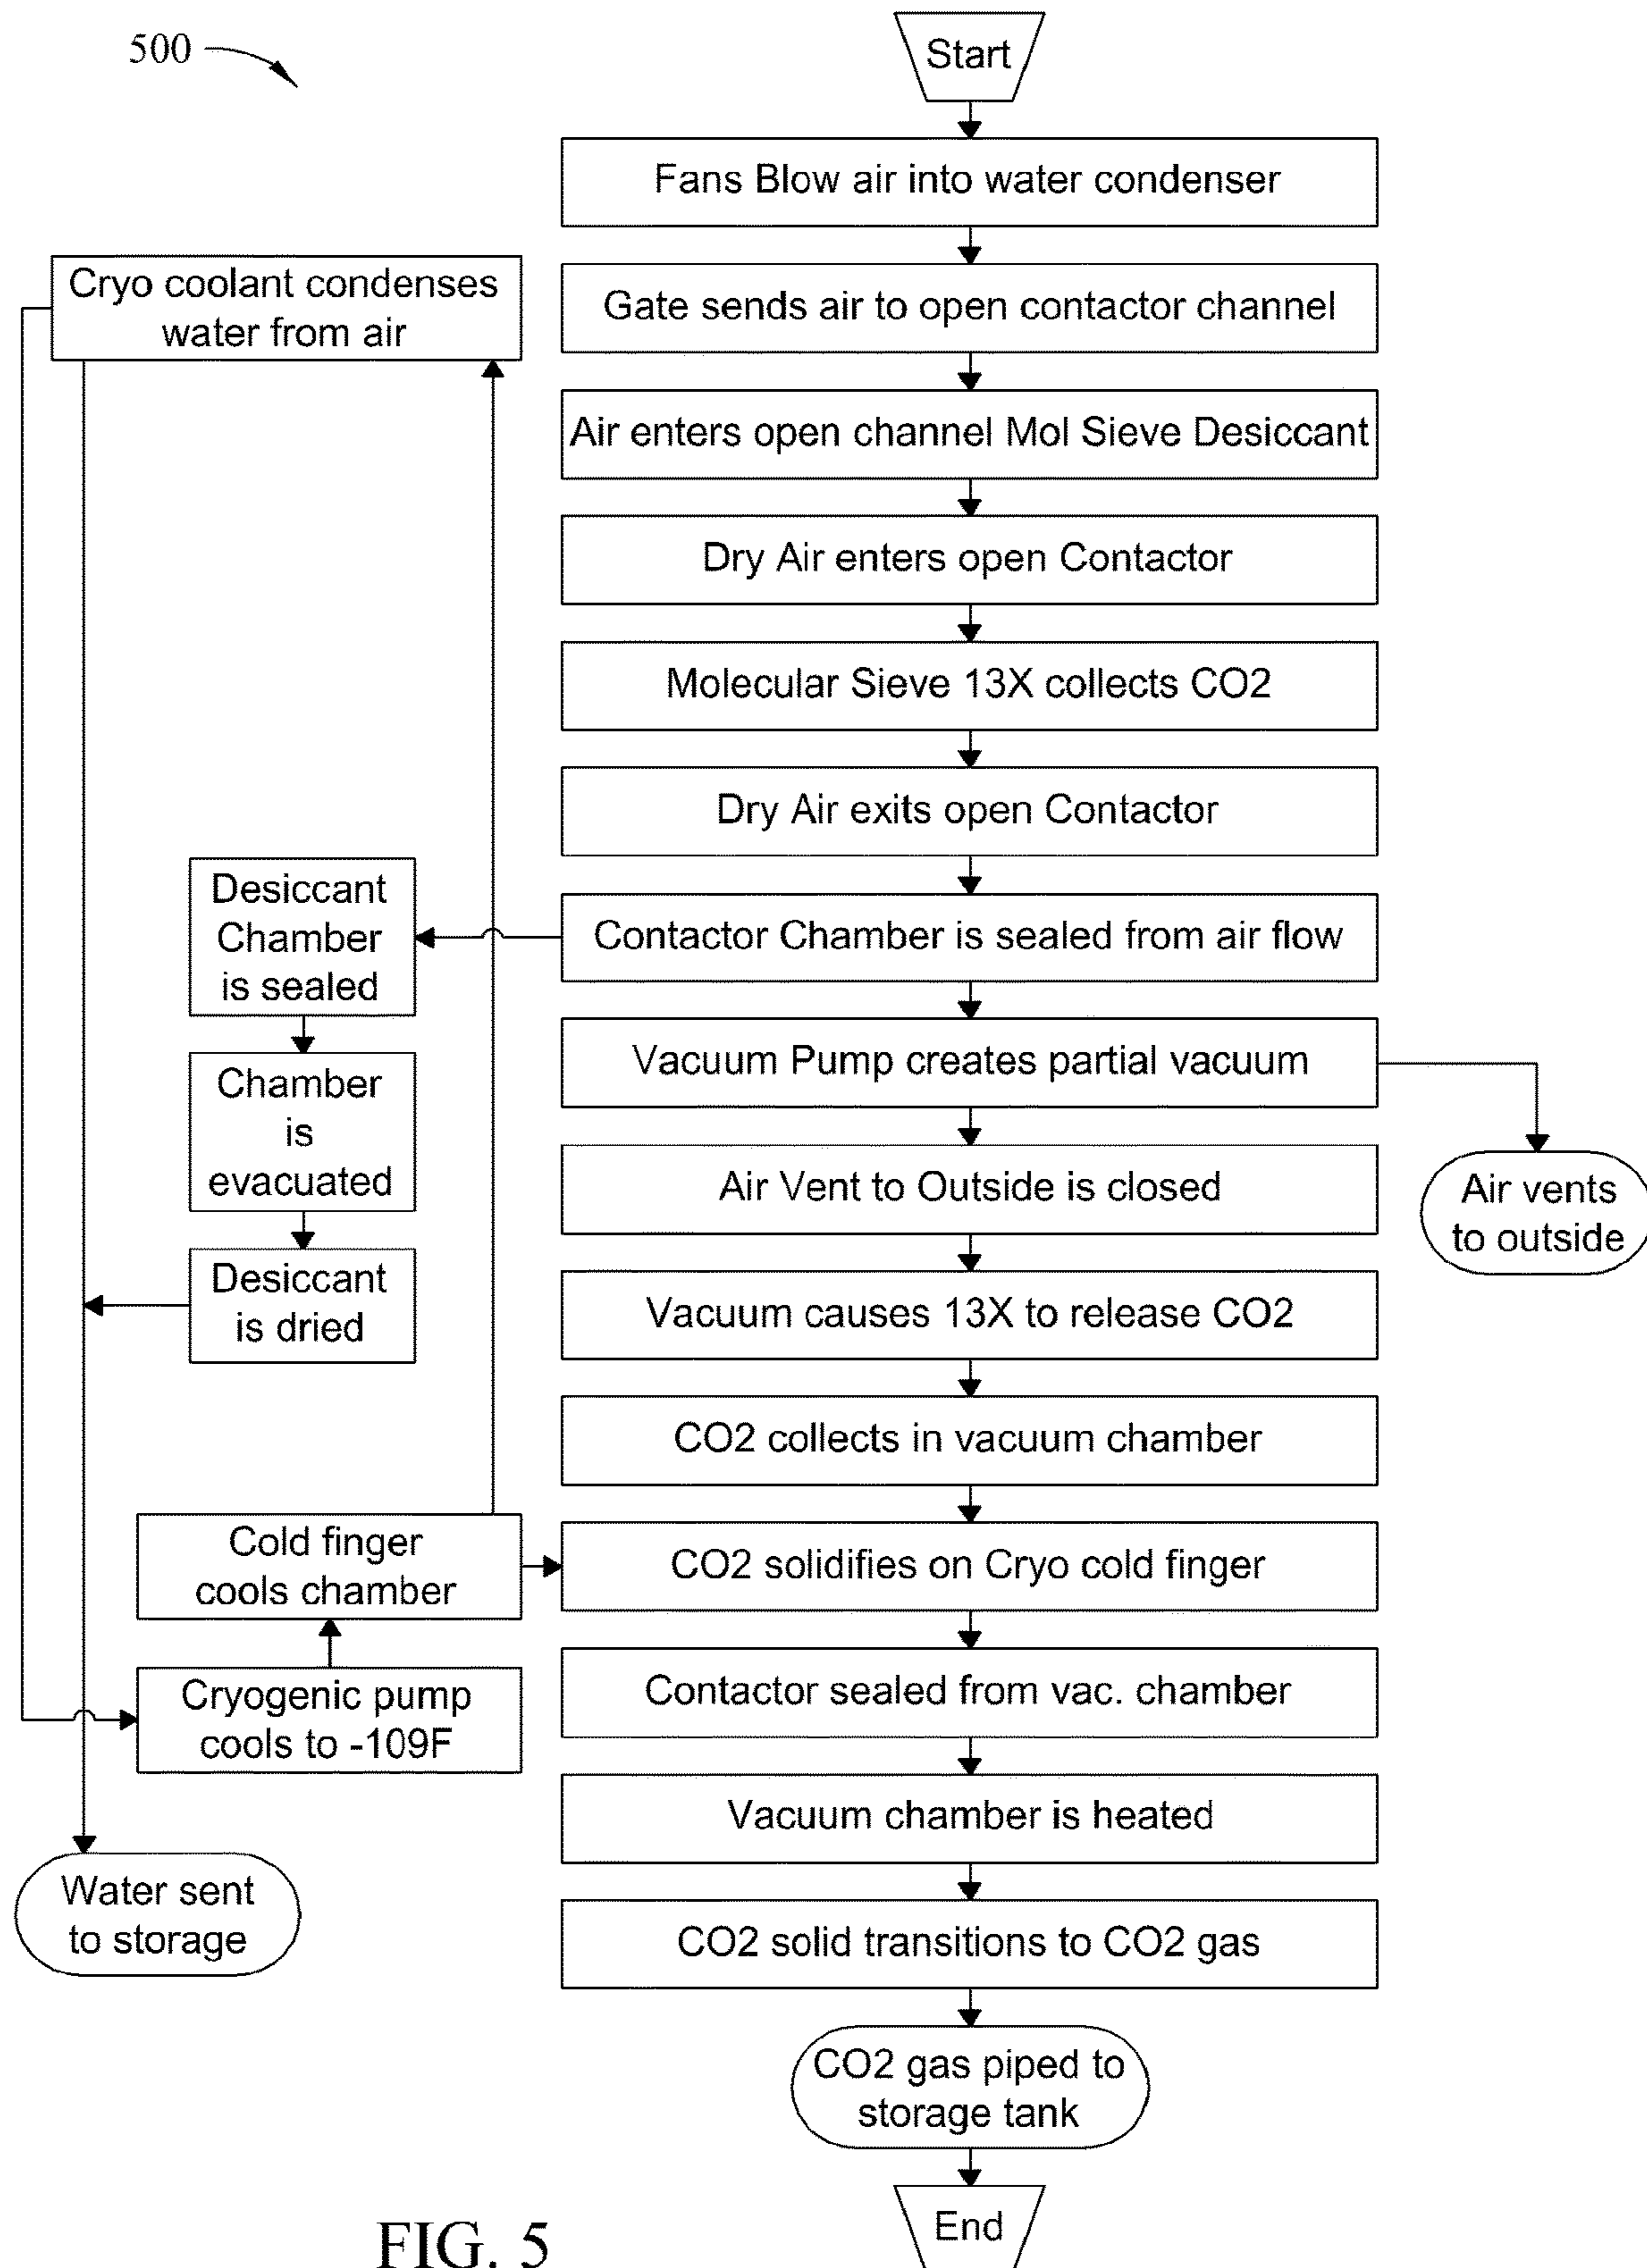 500
Start
Fans Blow air into water condenser
Cryo coolant condenses
water from air
Gate sends air to open contactor channel
Air enters open channel Mol Sieve Desiccant
Dry Air enters open Contactor
Molecular Sieve 13X collects CO2
Dry Air exits open Contactor
Desiccant
Chamber
is sealed
Contactor Chamber is sealed from air flow
Chamber
is
evacuated
Vacuum Pump creates partial vacuum
Air Vent to Outside is closed
Air vents
to outside
Desiccant
is dried
Vacuum causes 13X to release CO2
CO2 collects in vacuum chamber
Cold finger
cools chamber
CO2 solidifies on Cryo cold finger
Cryogenic pump
cools to -109F
Contactor sealed from vac. chamber
Vacuum chamber is heated
Water sent
to storage
CO2 solid transitions to CO2 gas
CO2 gas piped to
storage tank
End
FIG. 5